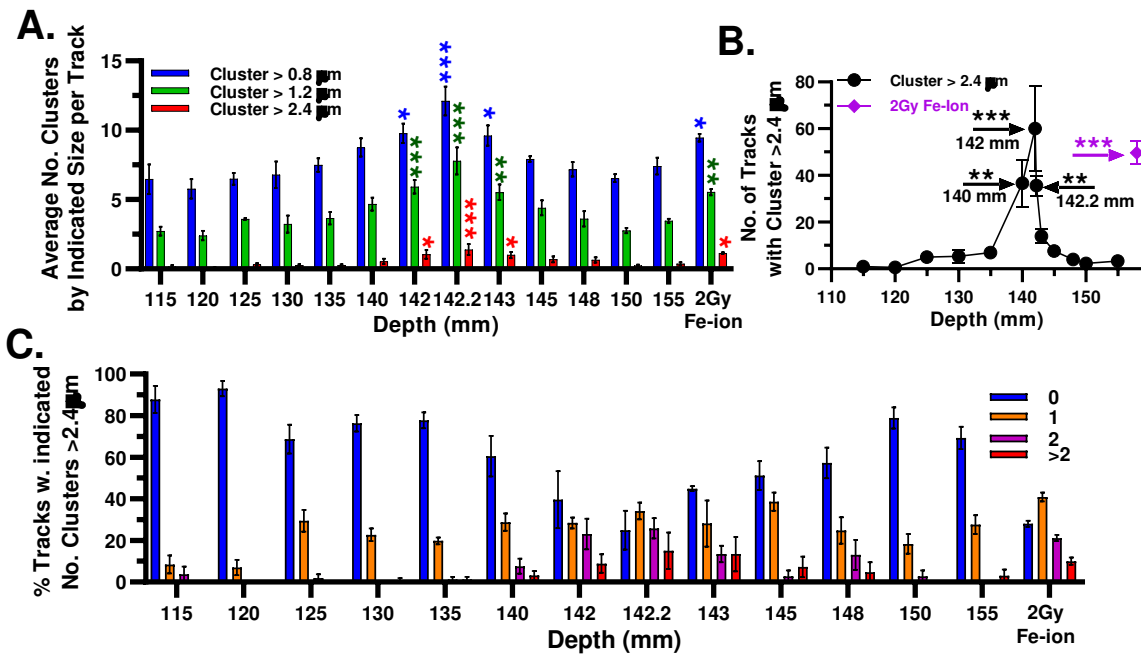 A.
Average No. Clusters
by Indicated Size per Track
15
10
5
0
Cluster > 0.8 μm
Cluster > 1.2 μm
Cluster > 2.4 μm
* *** * *
*** *** ** **
* *** * *
115 120 125 130 135 140 142 142.2 143 145 148 150 155 2Gy
Fe-ion
Depth (mm)
B.
No. of Tracks
with Cluster >2.4 μm
80
60
40
20
0
Cluster > 2.4 μm
2Gy Fe-Ion
***
142 mm
***
**
140 mm
**
142.2 mm
110 120 130 140 150
Depth (mm)
C.
% Tracks w. indicated
No. Clusters >2.4μm
100
80
60
40
20
0
0
1
2
>2
115 120 125 130 135 140 142 142.2 143 145 148 150 155 2Gy
Fe-ion
Depth (mm)